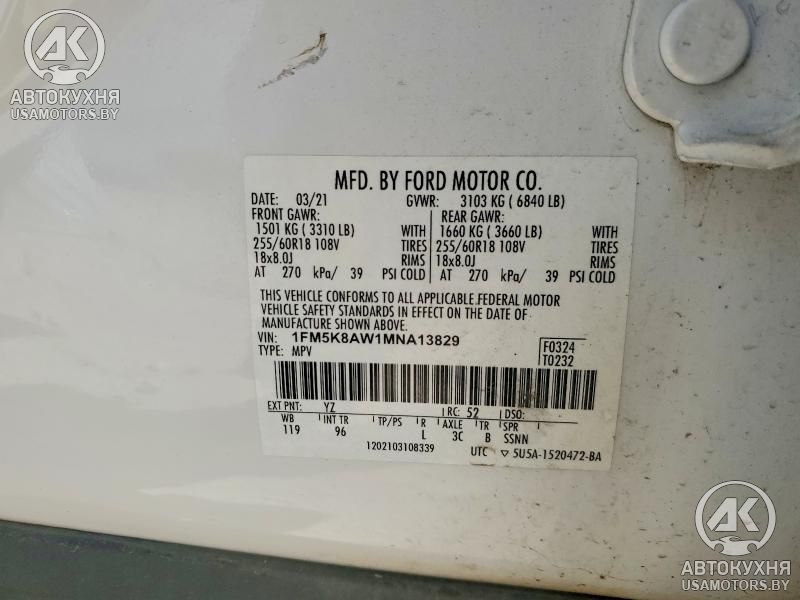 АК
АВТОКУХНЯ
USAMOTORS.BY
MFD. BY FORD MOTOR CO.
DATE: 03/21 GVWR: 3103 KG ( 6840 LB)
FRONT GAWR: REAR GAWR:
1501 KG ( 3310 LB) WITH 1660 KG ( 3660 LB) WITH
255/60R18 108V TIRES 255/60R18 108V TIRES
18x8.0J RIMS 18x8.0J RIMS
AT 270 kPa/ 39 PSI COLD AT 270 kPa/ 39 PSI COLD
THIS VEHICLE CONFORMS TO ALL APPLICABLE FEDERAL MOTOR
VEHICLE SAFETY STANDARDS IN EFFECT ON THE DATE OF
MANUFACTURE SHOWN ABOVE.
VIN: 1FM5K8AW1MNA13829 F0324
TYPE: MPV T0232
EXT PNT: YZ RC: 52 DSO:
WB INT TR TP/PS R AXLE TR SPR
119 96 L 3C B SSNN
1202103108339 UTC ▽ 5U5A-1520472-BA
АК
АВТОКУХНЯ
USAMOTORS.BY